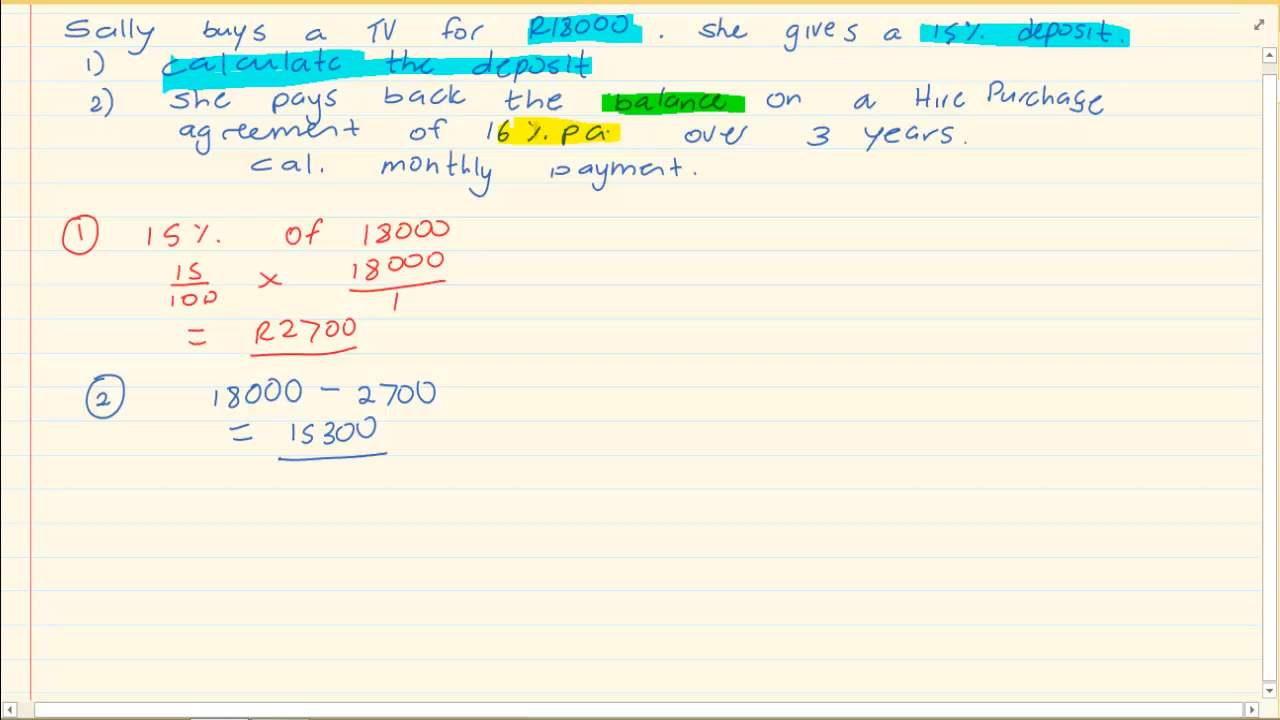 Sally buys a TV for R18000. she gives a 15% deposit.
1) calculate the deposit
2) she pays back the balance on a Hire Purchase
agreement of 16% pa. over 3 years.
cal. monthly payment.
① 15% of 18000
15/100 × 18000/1
= R2700
② 18000 - 2700
= 15300